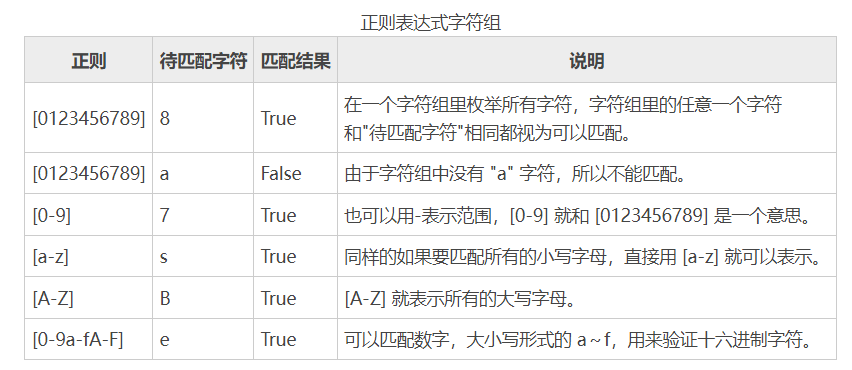 正则表达式字符组
正则 待匹配字符 匹配结果 说明
[0123456789] 8 True 在一个字符组里枚举所有字符，字符组里的任意一个字符
和"待匹配字符"相同都视为可以匹配。
[0123456789] a False 由于字符组中没有 "a" 字符，所以不能匹配。
[0-9] 7 True 也可以用-表示范围，[0-9] 就和 [0123456789] 是一个意思。
[a-z] s True 同样的如果要匹配所有的小写字母，直接用 [a-z] 就可以表示。
[A-Z] B True [A-Z] 就表示所有的大写字母。
[0-9a-fA-F] e True 可以匹配数字，大小写形式的 a～f，用来验证十六进制字符。